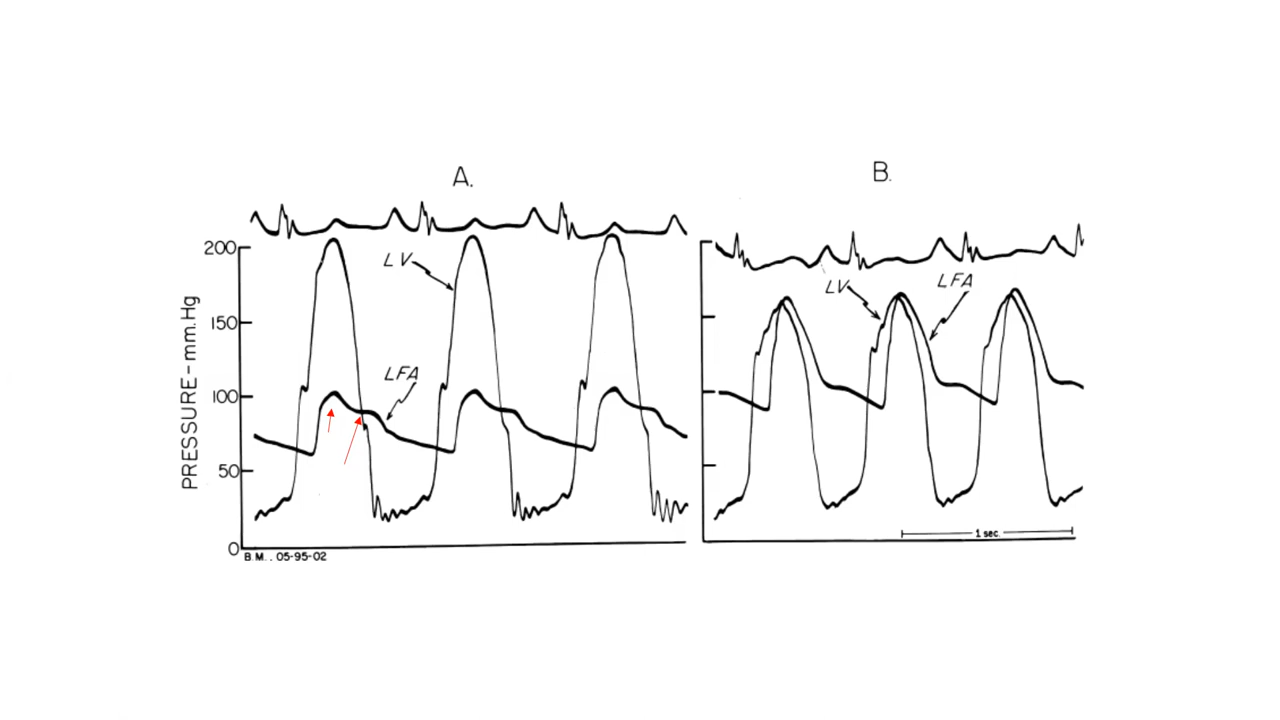 A.
B.
PRESSURE-mm.Hg
200
150
100
50
0
LV
LFA
LV
LFA
1 sec.
B.M., 05-95-02